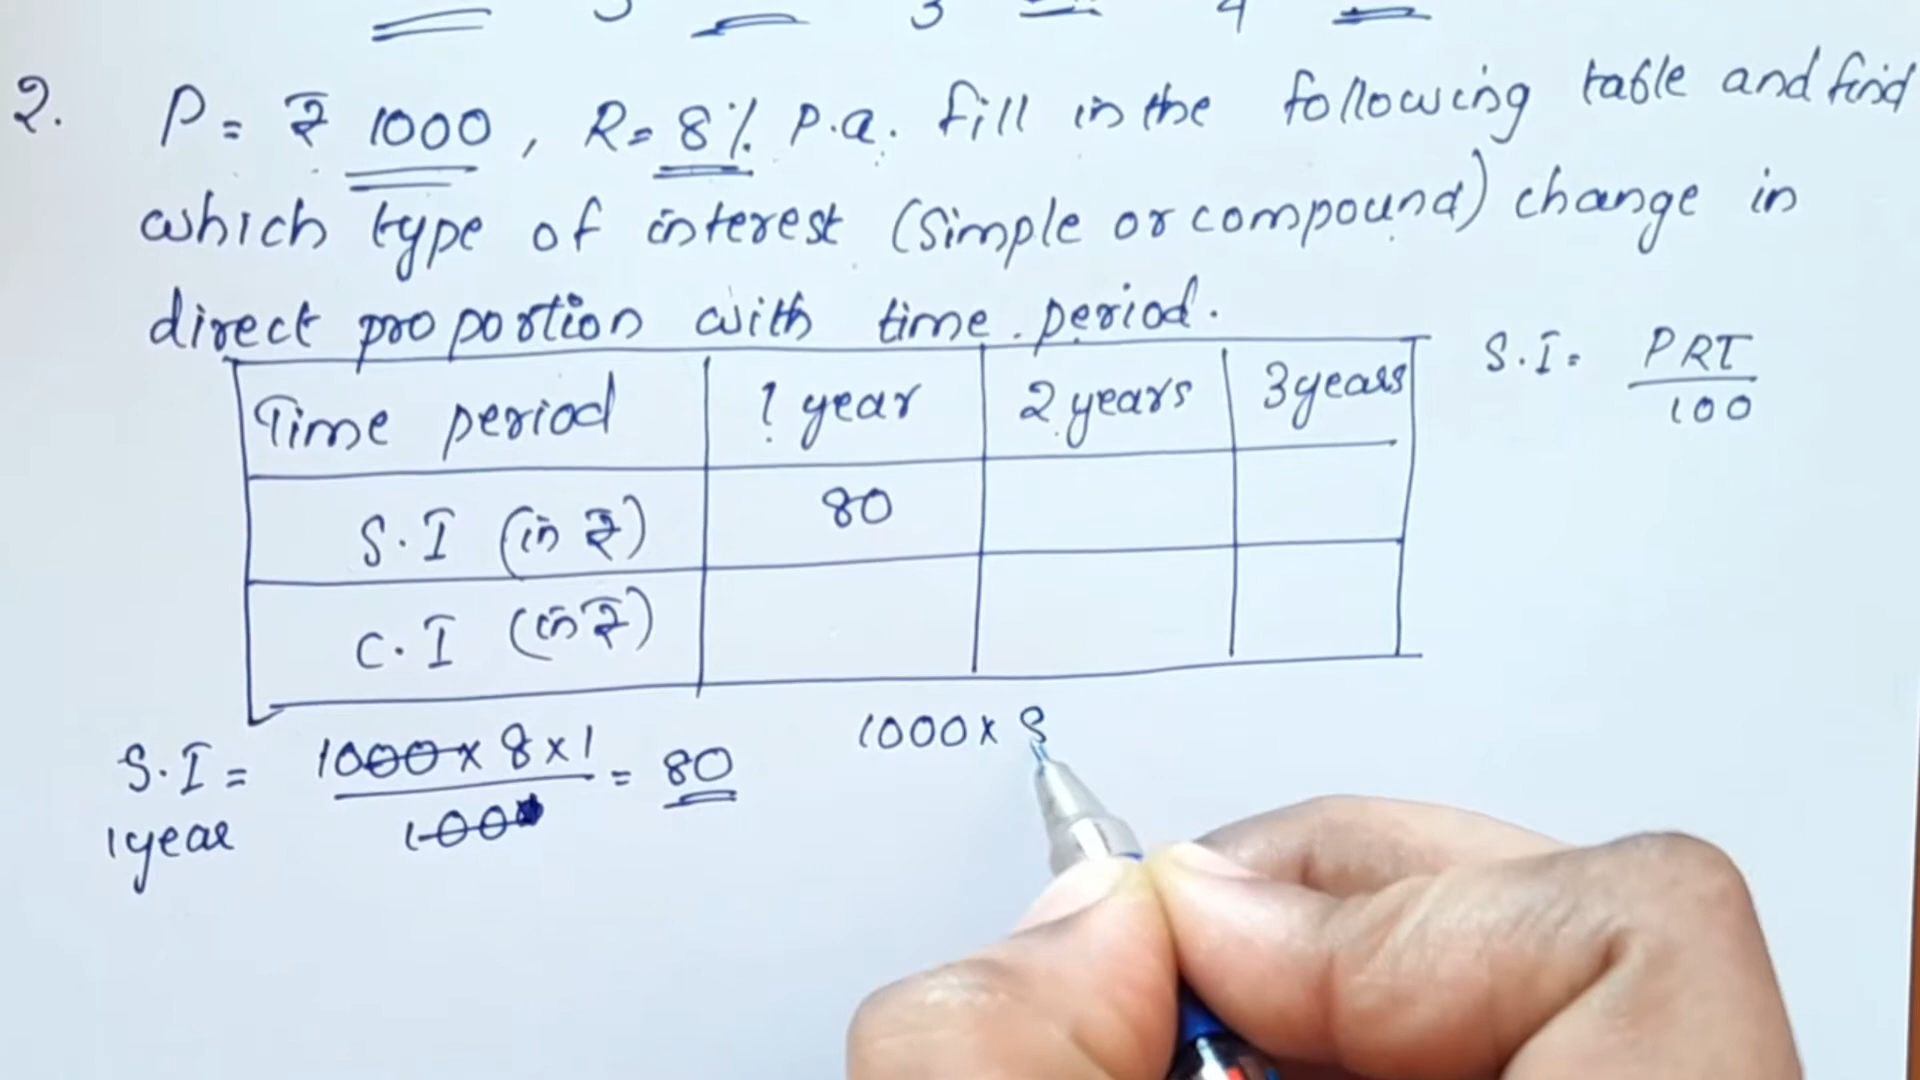 3 4
2. P = ₹ 1000, R = 8% p.a. fill in the following table and find
which type of interest (simple or compound) change in
direct proportion with time period.
Time period 1 year 2 years 3 years
S.I (in ₹) 80
C.I (in ₹)
S.I = PRT
100
S.I = 1000 x 8 x 1 = 80
100
1 year
1000 x 8